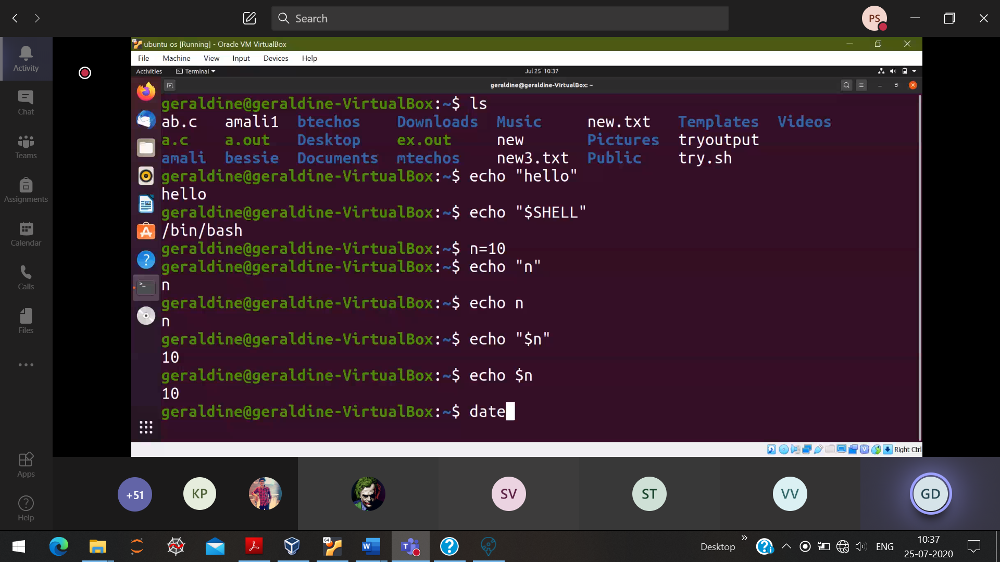 Search
PS
Activity
Chat
Teams
Assignments
Calendar
Calls
Files
Apps
Help
ubuntu os [Running] - Oracle VM VirtualBox
File Machine View Input Devices Help
Activities Terminal Jul 25 10:37
geraldine@geraldine-VirtualBox: ~
geraldine@geraldine-VirtualBox:~$ ls
ab.c amali1 btechos Downloads Music new.txt Templates Videos
a.c a.out Desktop ex.out new Pictures tryoutput
amali bessie Documents mtechos new3.txt Public try.sh
geraldine@geraldine-VirtualBox:~$ echo "hello"
hello
geraldine@geraldine-VirtualBox:~$ echo "$SHELL"
/bin/bash
geraldine@geraldine-VirtualBox:~$ n=10
geraldine@geraldine-VirtualBox:~$ echo "n"
n
geraldine@geraldine-VirtualBox:~$ echo n
n
geraldine@geraldine-VirtualBox:~$ echo "$n"
10
geraldine@geraldine-VirtualBox:~$ echo $n
10
geraldine@geraldine-VirtualBox:~$ date
Right Ctrl
+51 KP SV ST VV GD
64
Desktop » ENG 10:37
25-07-2020